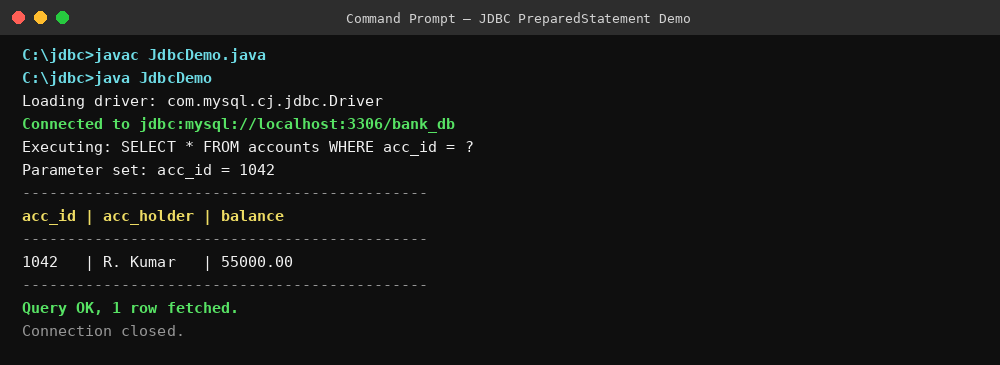 Command Prompt — JDBC PreparedStatement Demo
C:\jdbc>javac JdbcDemo.java
C:\jdbc>java JdbcDemo
Loading driver: com.mysql.cj.jdbc.Driver
Connected to jdbc:mysql://localhost:3306/bank_db
Executing: SELECT * FROM accounts WHERE acc_id = ?
Parameter set: acc_id = 1042
---------------------------------------------
acc_id | acc_holder | balance
---------------------------------------------
1042   | R. Kumar   | 55000.00
---------------------------------------------
Query OK, 1 row fetched.
Connection closed.